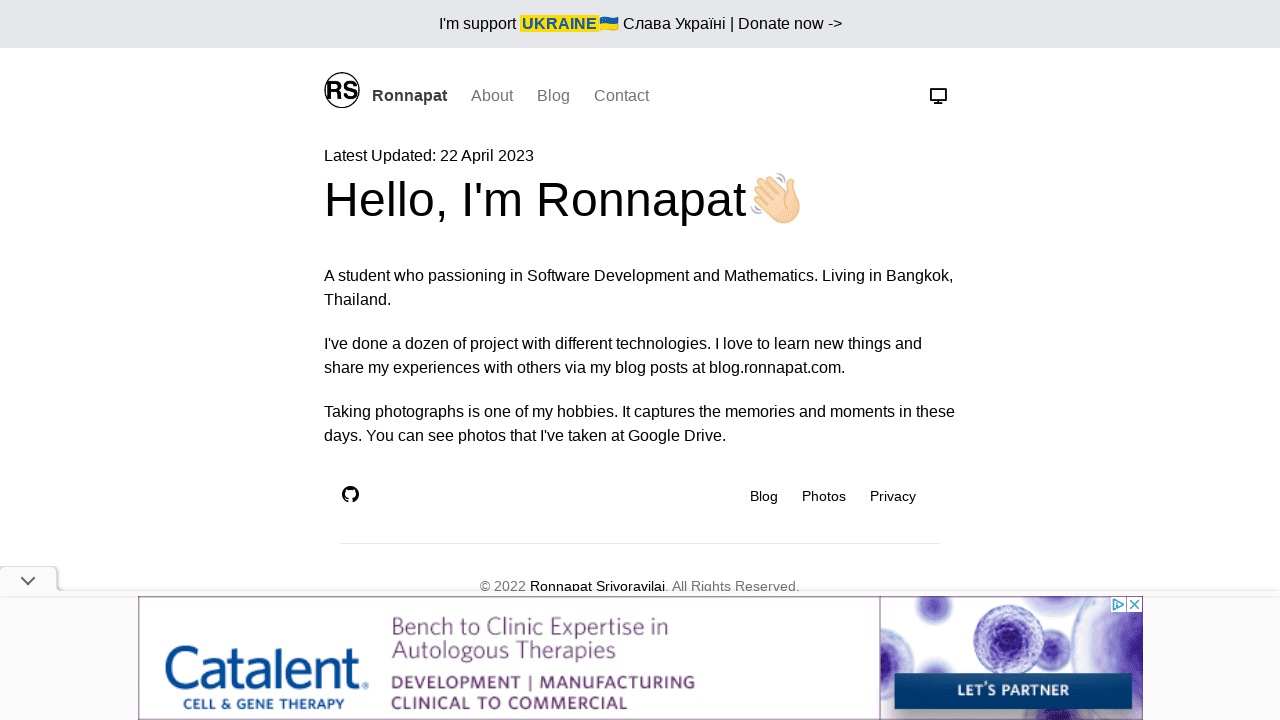 I'm support UKRAINE🇺🇦 Слава Україні | Donate now ->
RS Ronnapat About Blog Contact
Latest Updated: 22 April 2023
Hello, I'm Ronnapat👋🏻
A student who passioning in Software Development and Mathematics. Living in Bangkok,
Thailand.
I've done a dozen of project with different technologies. I love to learn new things and
share my experiences with others via my blog posts at blog.ronnapat.com.
Taking photographs is one of my hobbies. It captures the memories and moments in these
days. You can see photos that I've taken at Google Drive.
Blog Photos Privacy
© 2022 Ronnapat Srivoravilai. All Rights Reserved.
Catalent®
CELL & GENE THERAPY
Bench to Clinic Expertise in
Autologous Therapies
DEVELOPMENT | MANUFACTURING
CLINICAL TO COMMERCIAL
LET'S PARTNER